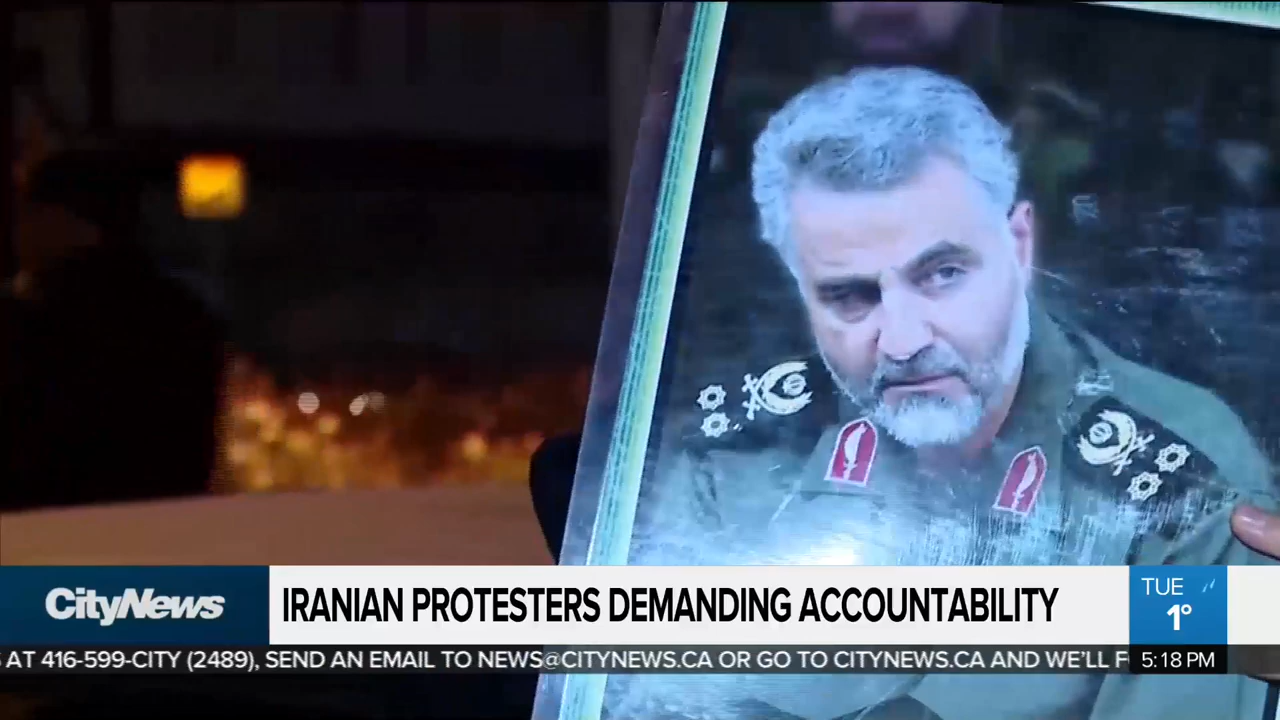 CityNews
IRANIAN PROTESTERS DEMANDING ACCOUNTABILITY
TUE
1°
AT 416-599-CITY (2489), SEND AN EMAIL TO NEWS@CITYNEWS.CA OR GO TO CITYNEWS.CA AND WE'LL
5:18 PM